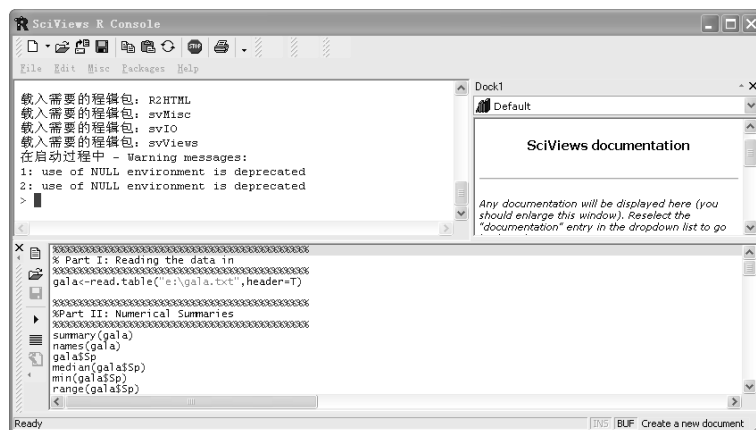 SciViews R Console
File Edit Misc Packages Help
载入需要的程辑包：R2HTML
载入需要的程辑包：svMisc
载入需要的程辑包：svIO
载入需要的程辑包：svViews
在启动过程中 - Warning messages:
1: use of NULL environment is deprecated
2: use of NULL environment is deprecated
>
Dock1
Default
SciViews documentation
Any documentation will be displayed here (you
should enlarge this window). Reselect the
"documentation" entry in the dropdown list to go
% Part I: Reading the data in
gala<-read.table("e:\gala.txt",header=T)
%Part II: Numerical Summaries
summary(gala)
names(gala)
gala$Sp
median(gala$Sp)
min(gala$Sp)
range(gala$Sp)
Ready
INS BUF Create a new document